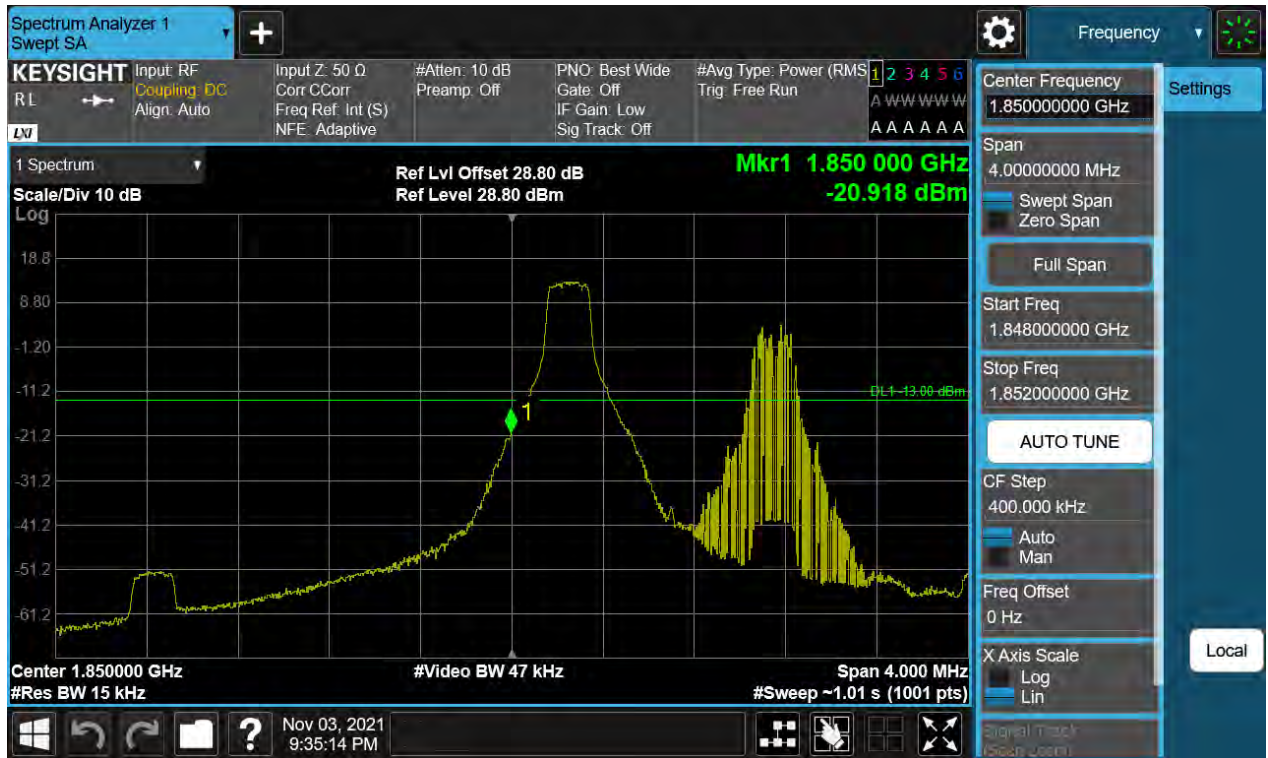 Spectrum Analyzer 1
Swept SA
+
Frequency
KEYSIGHT
RL
LXI
Input: RF
Coupling: DC
Align: Auto
Input Z: 50 Ω
Corr CCorr
Freq Ref: Int (S)
NFE: Adaptive
#Atten: 10 dB
Preamp: Off
PNO: Best Wide
Gate: Off
IF Gain: Low
Sig Track: Off
#Avg Type: Power (RMS
Trig: Free Run
1 2 3 4 5 6
A W W W W W
A A A A A A
1 Spectrum
Scale/Div 10 dB
Log
Ref Lvl Offset 28.80 dB
Ref Level 28.80 dBm
Mkr1 1.850 000 GHz
-20.918 dBm
18.8
8.80
-1.20
-11.2
-21.2
-31.2
-41.2
-51.2
-61.2
DL1 -13.00 dBm
1
Center 1.850000 GHz
#Res BW 15 kHz
#Video BW 47 kHz
Span 4.000 MHz
#Sweep ~1.01 s (1001 pts)
Center Frequency
1.850000000 GHz
Span
4.00000000 MHz
Swept Span
Zero Span
Full Span
Start Freq
1.848000000 GHz
Stop Freq
1.852000000 GHz
AUTO TUNE
CF Step
400.000 kHz
Auto
Man
Freq Offset
0 Hz
X Axis Scale
Log
Lin
Signal Track
(Span Zoom)
Settings
Local
?
Nov 03, 2021
9:35:14 PM